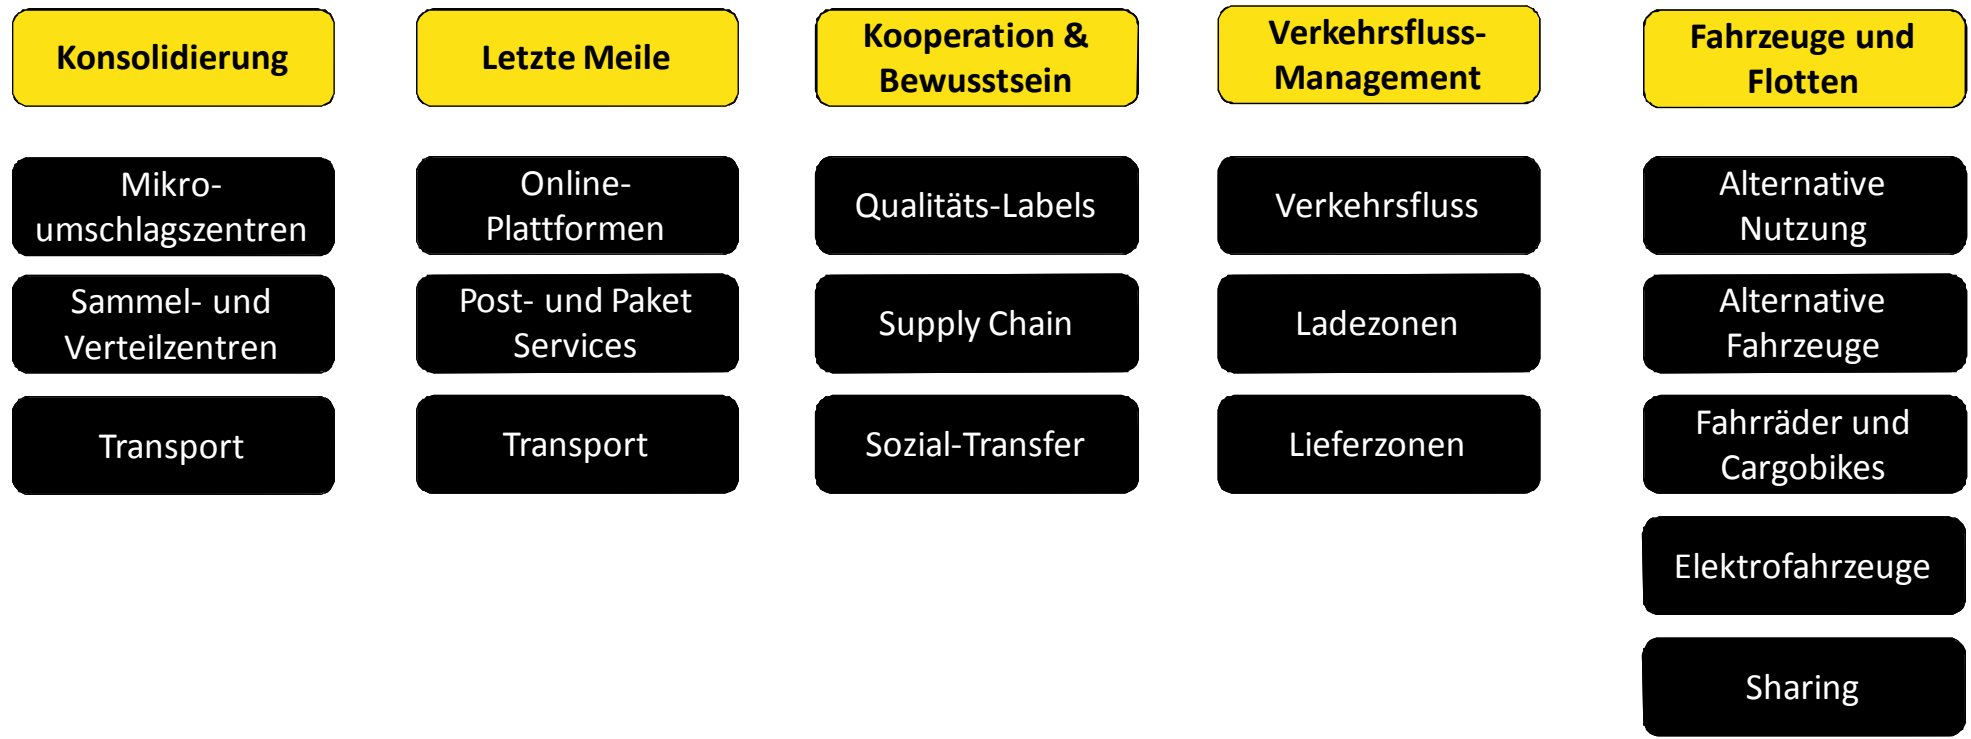 Konsolidierung
Mikro-
umschlagszentren
Sammel- und
Verteilzentren
Transport
Letzte Meile
Online-
Plattformen
Post- und Paket
Services
Transport
Kooperation &
Bewusstsein
Qualitäts-Labels
Supply Chain
Sozial-Transfer
Verkehrsfluss-
Management
Verkehrsfluss
Ladezonen
Lieferzonen
Fahrzeuge und
Flotten
Alternative
Nutzung
Alternative
Fahrzeuge
Fahrräder und
Cargobikes
Elektrofahrzeuge
Sharing